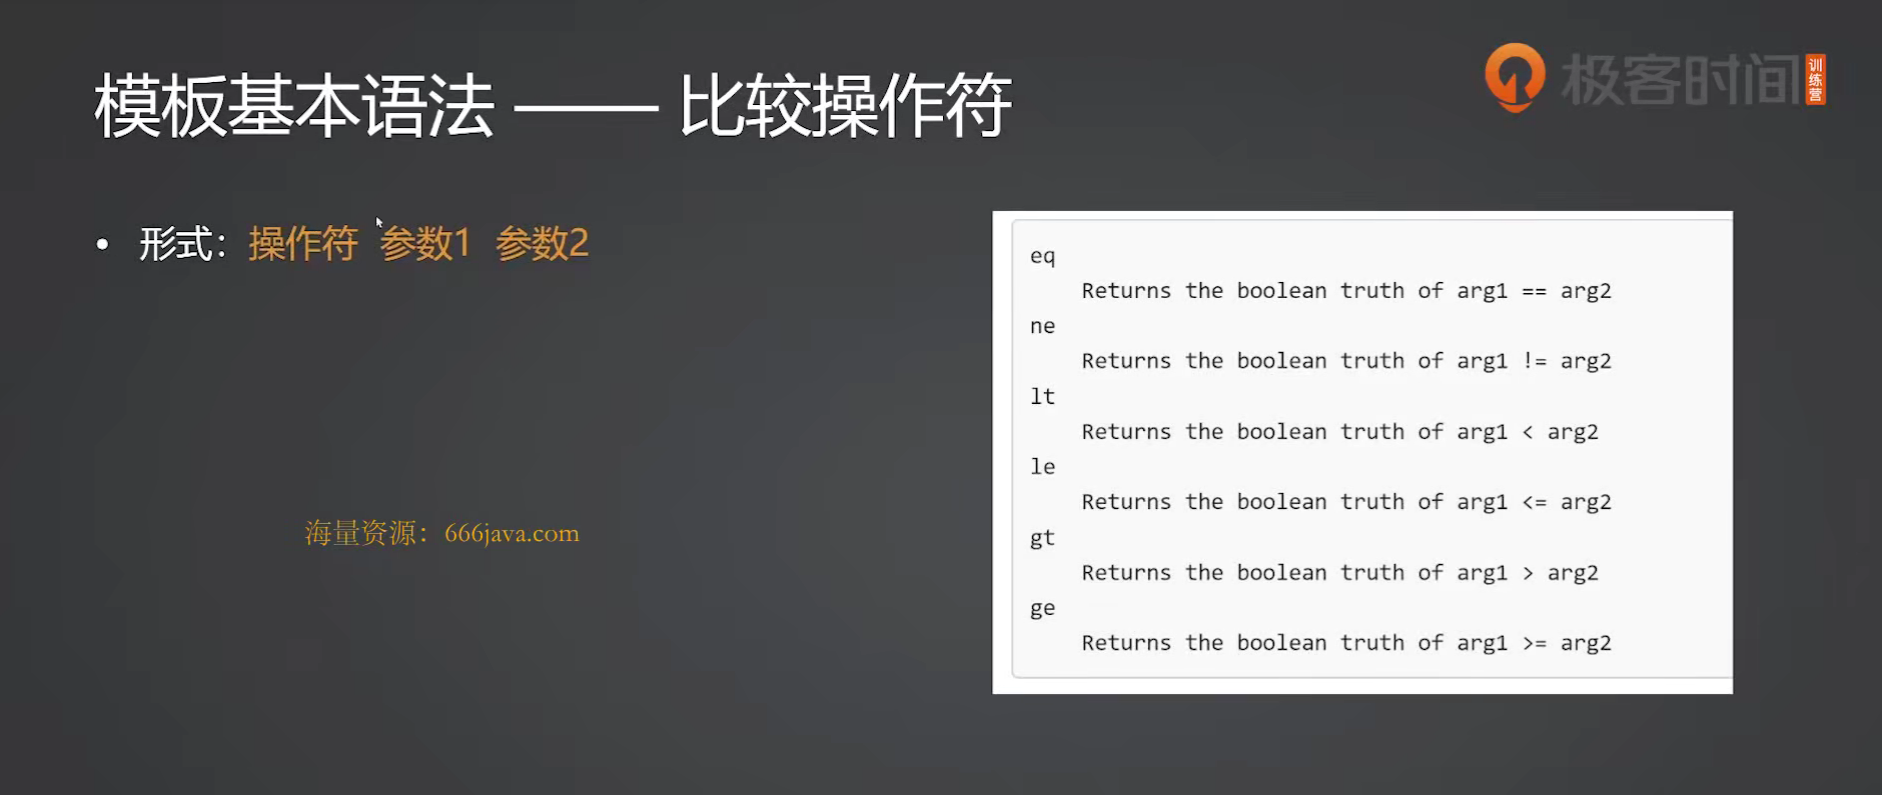 模板基本语法 —— 比较操作符
极客时间 训练营
• 形式：操作符 参数1 参数2
eq
Returns the boolean truth of arg1 == arg2
ne
Returns the boolean truth of arg1 != arg2
lt
Returns the boolean truth of arg1 < arg2
le
Returns the boolean truth of arg1 <= arg2
gt
Returns the boolean truth of arg1 > arg2
ge
Returns the boolean truth of arg1 >= arg2
海量资源：666java.com